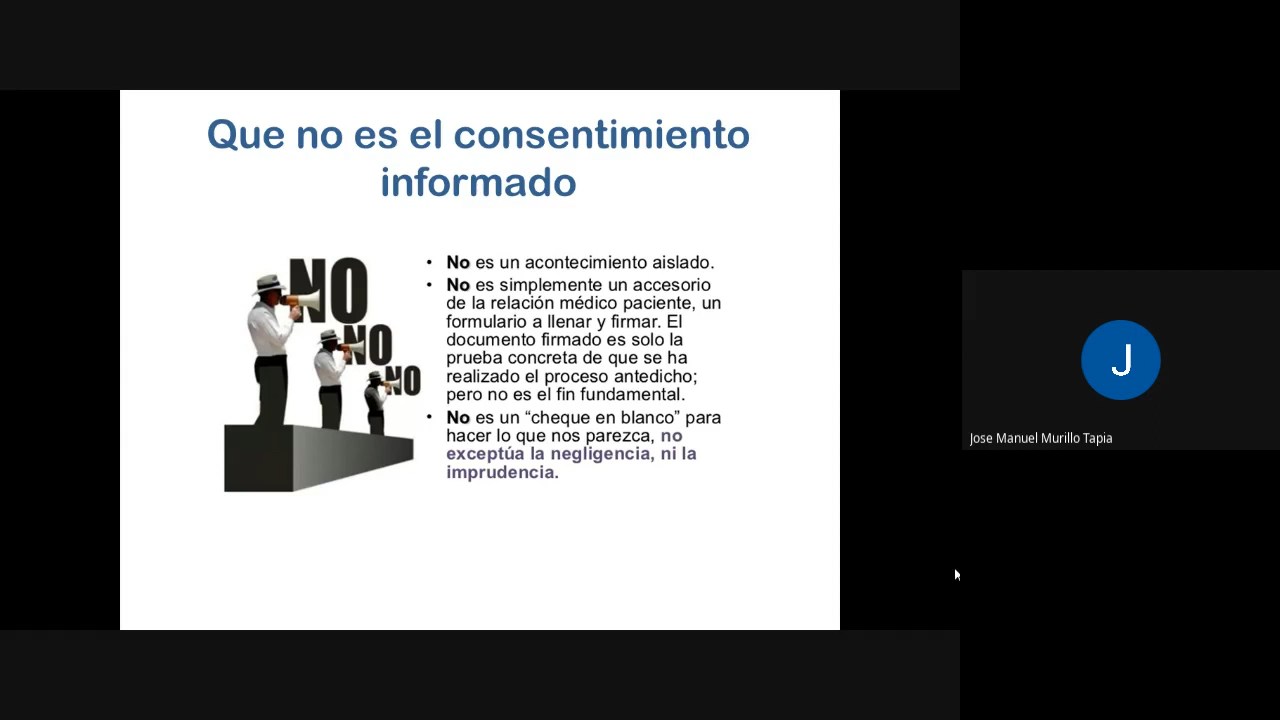 Que no es el consentimiento
informado
NO
NO
NO
• No es un acontecimiento aislado.
• No es simplemente un accesorio
de la relación médico paciente, un
formulario a llenar y firmar. El
documento firmado es solo la
prueba concreta de que se ha
realizado el proceso antedicho;
pero no es el fin fundamental.
• No es un “cheque en blanco” para
hacer lo que nos parezca, no
exceptúa la negligencia, ni la
imprudencia.
J
Jose Manuel Murillo Tapia